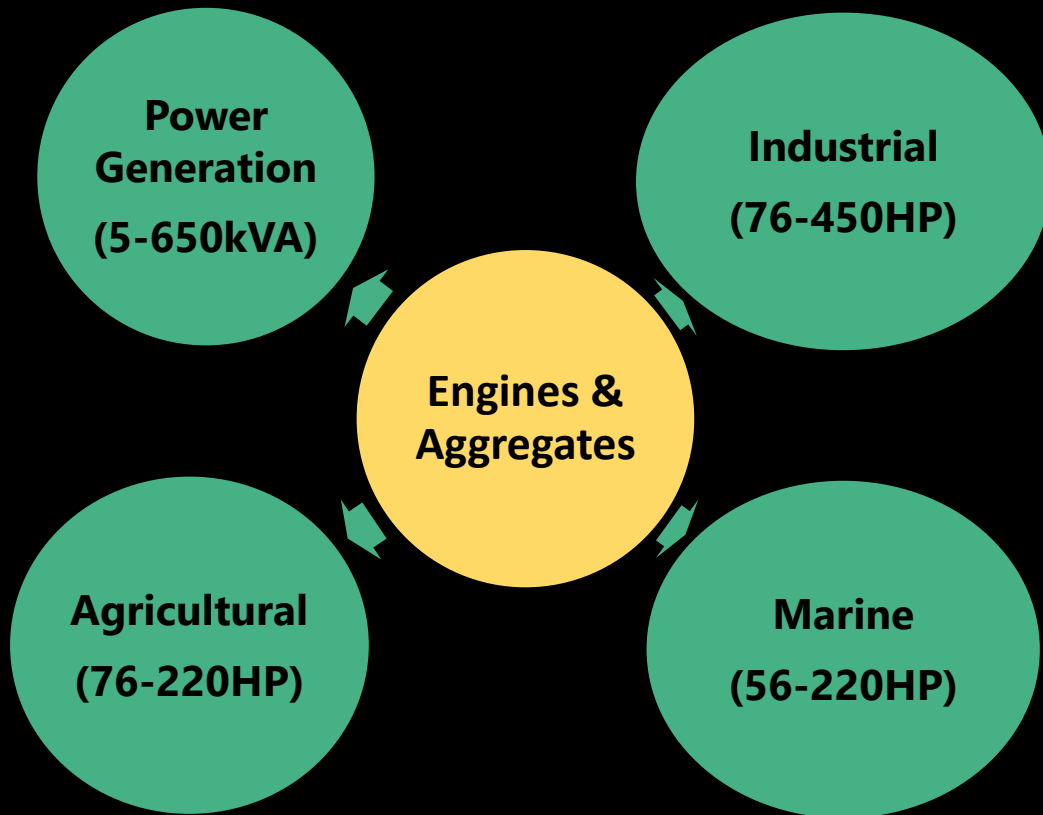 Power
Generation
(5-650kVA)
Industrial
(76-450HP)
Engines &
Aggregates
Agricultural
(76-220HP)
Marine
(56-220HP)